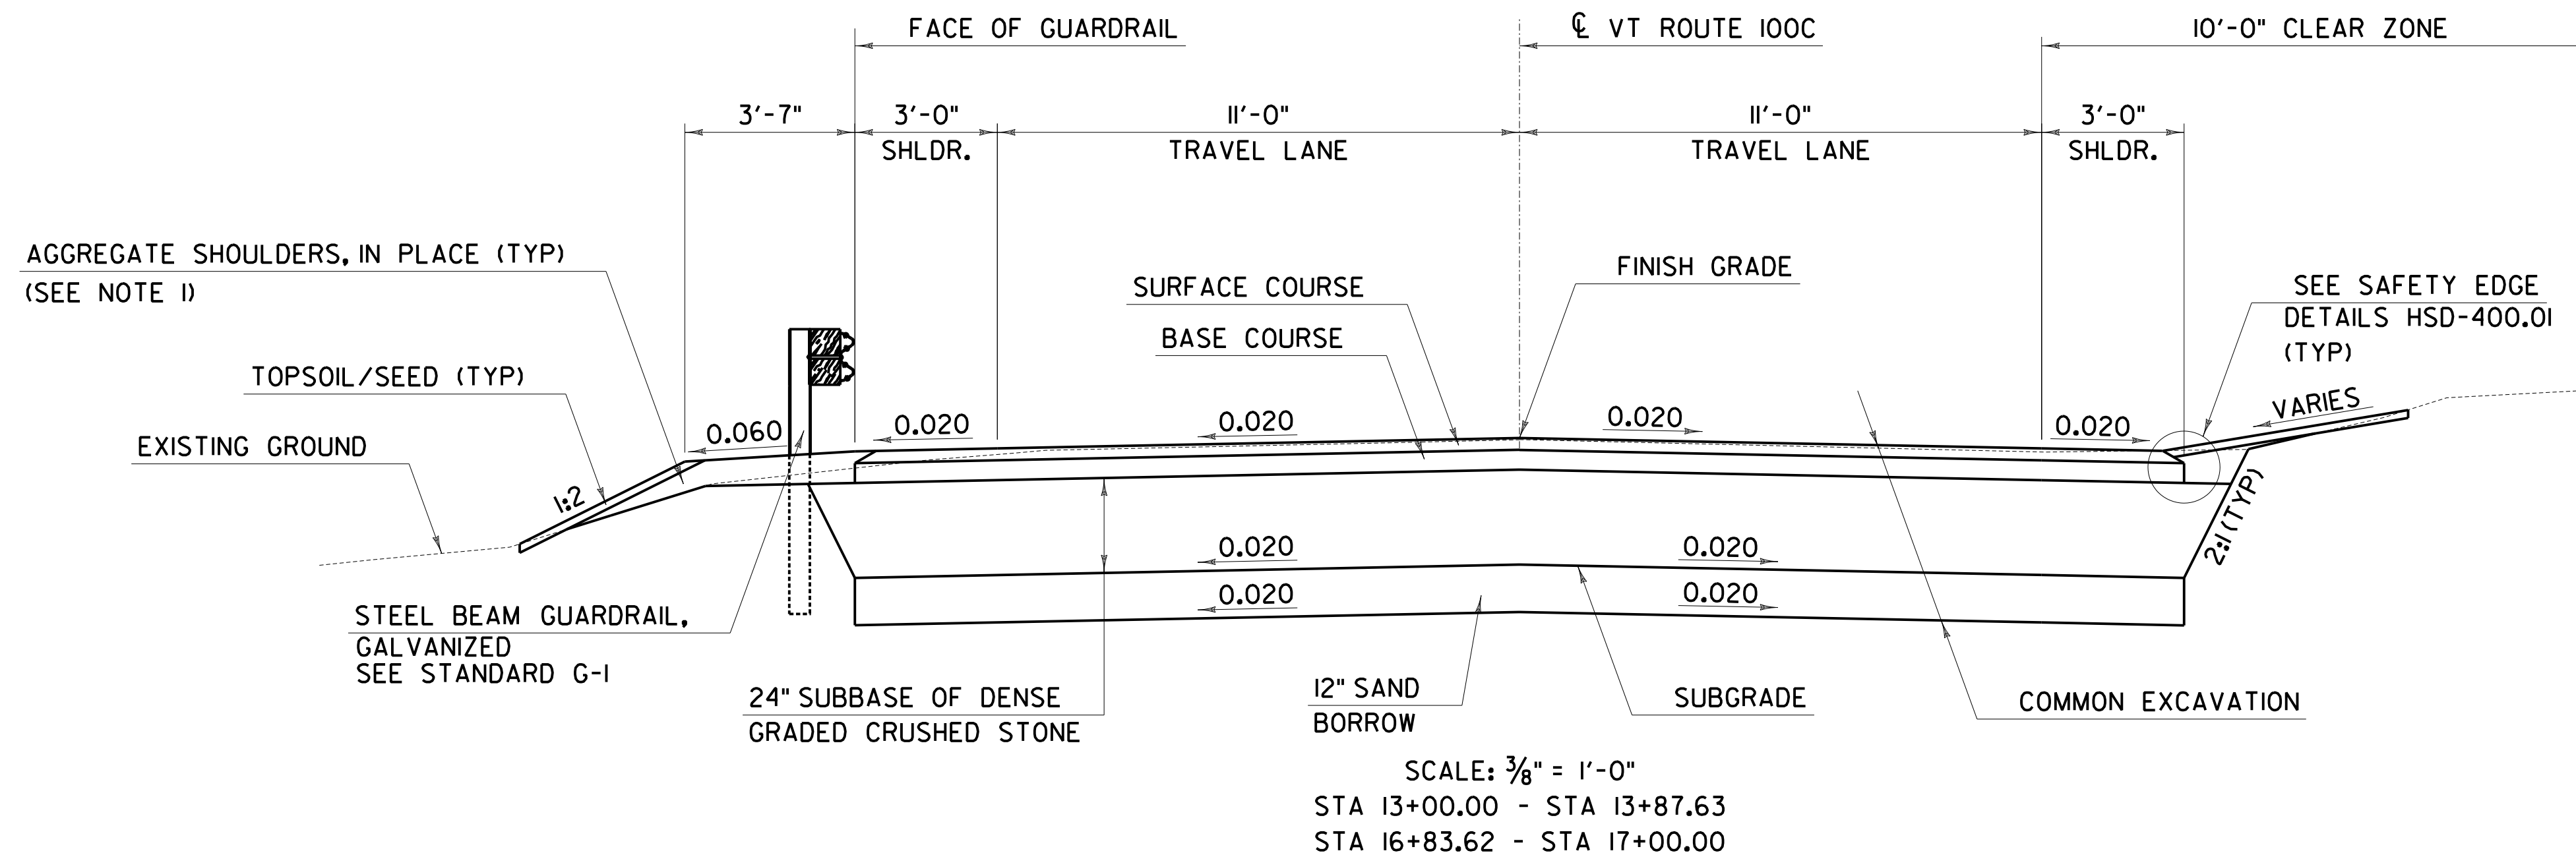 FACE OF GUARDRAIL
℄ VT ROUTE 100C
10'-0" CLEAR ZONE
3'-7"
3'-0"
11'-0"
11'-0"
3'-0"
SHLDR.
TRAVEL LANE
TRAVEL LANE
SHLDR.
AGGREGATE SHOULDERS, IN PLACE (TYP)
(SEE NOTE 1)
FINISH GRADE
SURFACE COURSE
SEE SAFETY EDGE
DETAILS HSD-400.01
(TYP)
BASE COURSE
TOPSOIL/SEED (TYP)
VARIES
EXISTING GROUND
0.060
0.020
0.020
0.020
0.020
1:2
2:1 (TYP)
0.020
0.020
0.020
0.020
STEEL BEAM GUARDRAIL,
GALVANIZED
SEE STANDARD G-1
24" SUBBASE OF DENSE
GRADED CRUSHED STONE
12" SAND
BORROW
SUBGRADE
COMMON EXCAVATION
SCALE: 3/8" = 1'-0"
STA 13+00.00 - STA 13+87.63
STA 16+83.62 - STA 17+00.00